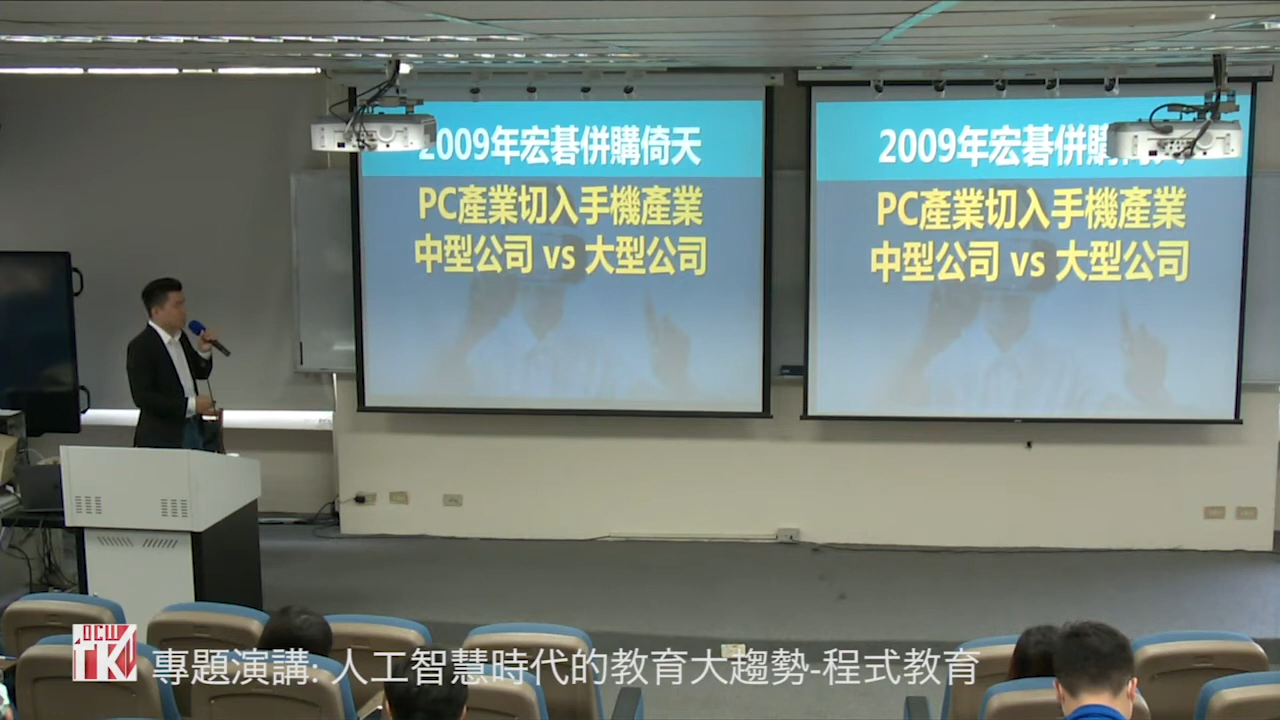 2009年宏碁併購倚天
PC產業切入手機產業
中型公司 vs 大型公司
2009年宏碁併購倚天
PC產業切入手機產業
中型公司 vs 大型公司
OCW
TKU
專題演講: 人工智慧時代的教育大趨勢-程式教育